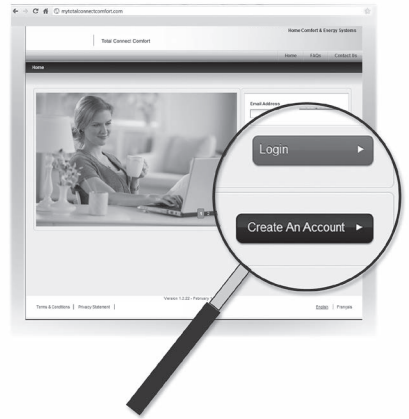 mytotalconnectcomfort.com
Home Comfort & Energy Systems
Total Connect Comfort
Home FAQs Contact Us
Home
Email Address
Login
Create An Account
Version 1.2.02 - February
Terms & Conditions | Privacy Statement |
English | Français